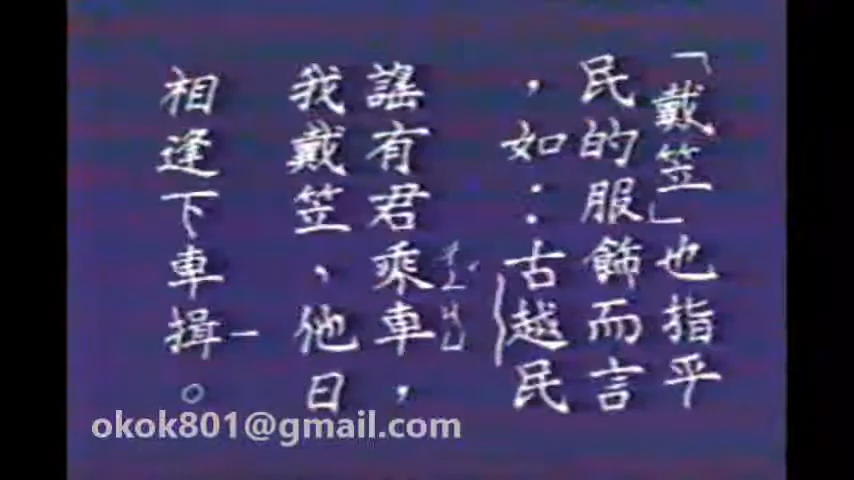 「戴笠」也指平
民的服飾而言
，如：古越民
謠有君乘車，
我戴笠、他日
相逢下車揖。
okok801@gmail.com